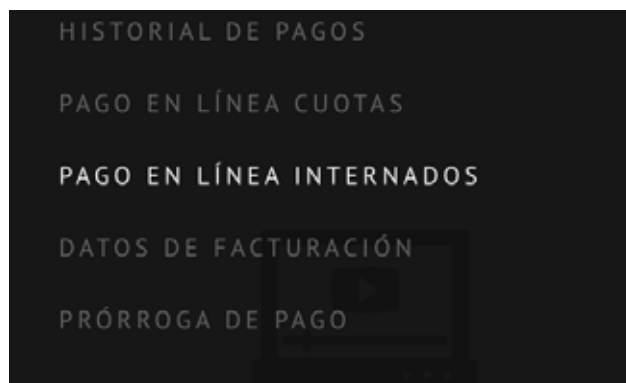 HISTORIAL DE PAGOS
PAGO EN LÍNEA CUOTAS
PAGO EN LÍNEA INTERNADOS
DATOS DE FACTURACIÓN
PRÓRROGA DE PAGO